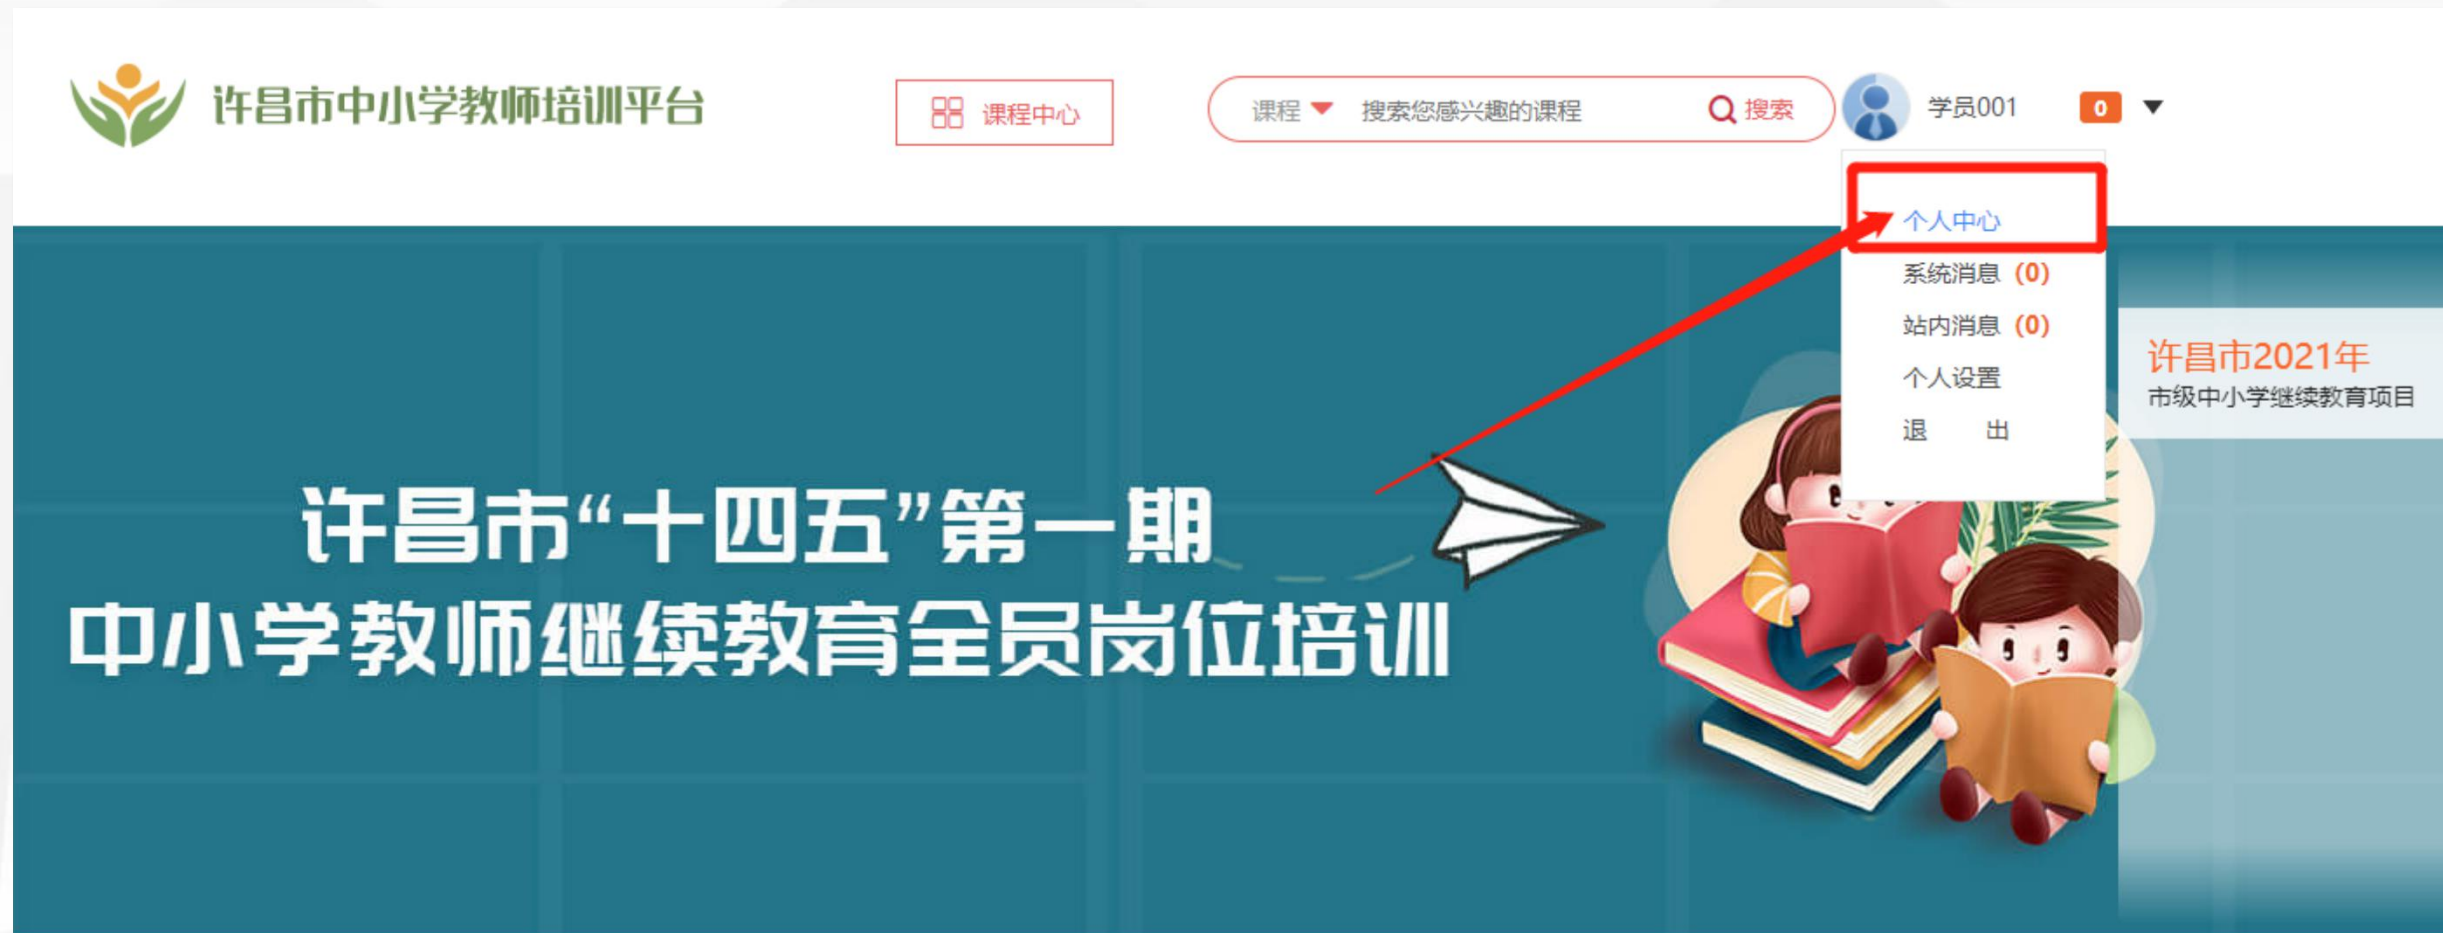 许昌市中小学教师培训平台
课程中心
课程 搜索您感兴趣的课程 搜索
学员001 0
个人中心
系统消息 (0)
站内消息 (0)
个人设置
退 出
许昌市2021年
市级中小学继续教育项目
许昌市“十四五”第一期
中小学教师继续教育全员岗位培训